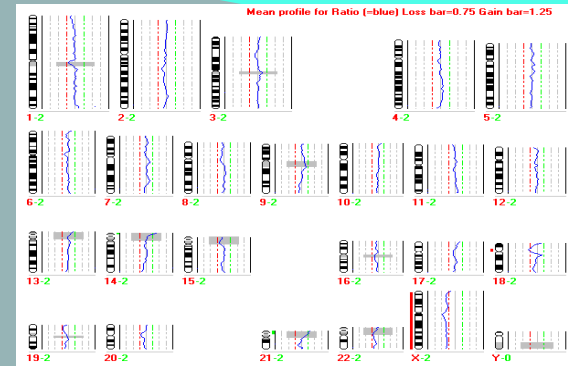 Mean profile for Ratio (=blue) Loss bar=0.75 Gain bar=1.25
1-2 2-2 3-2 4-2 5-2
6-2 7-2 8-2 9-2 10-2 11-2 12-2
13-2 14-2 15-2 16-2 17-2 18-2
19-2 20-2 21-2 22-2 X-2 Y-0